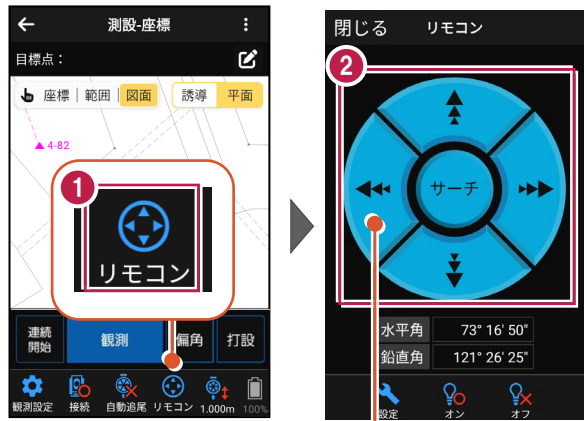 測設-座標
目標点：
座標 範囲 図面 誘導 平面
4-82
1
リモコン
連続
開始
観測 偏角 打設
観測設定 接続 自動追尾 リモコン 1.000m 100%
閉じる リモコン
2
サーチ
水平角 73° 16' 50"
鉛直角 121° 26' 25"
設定 オン オフ